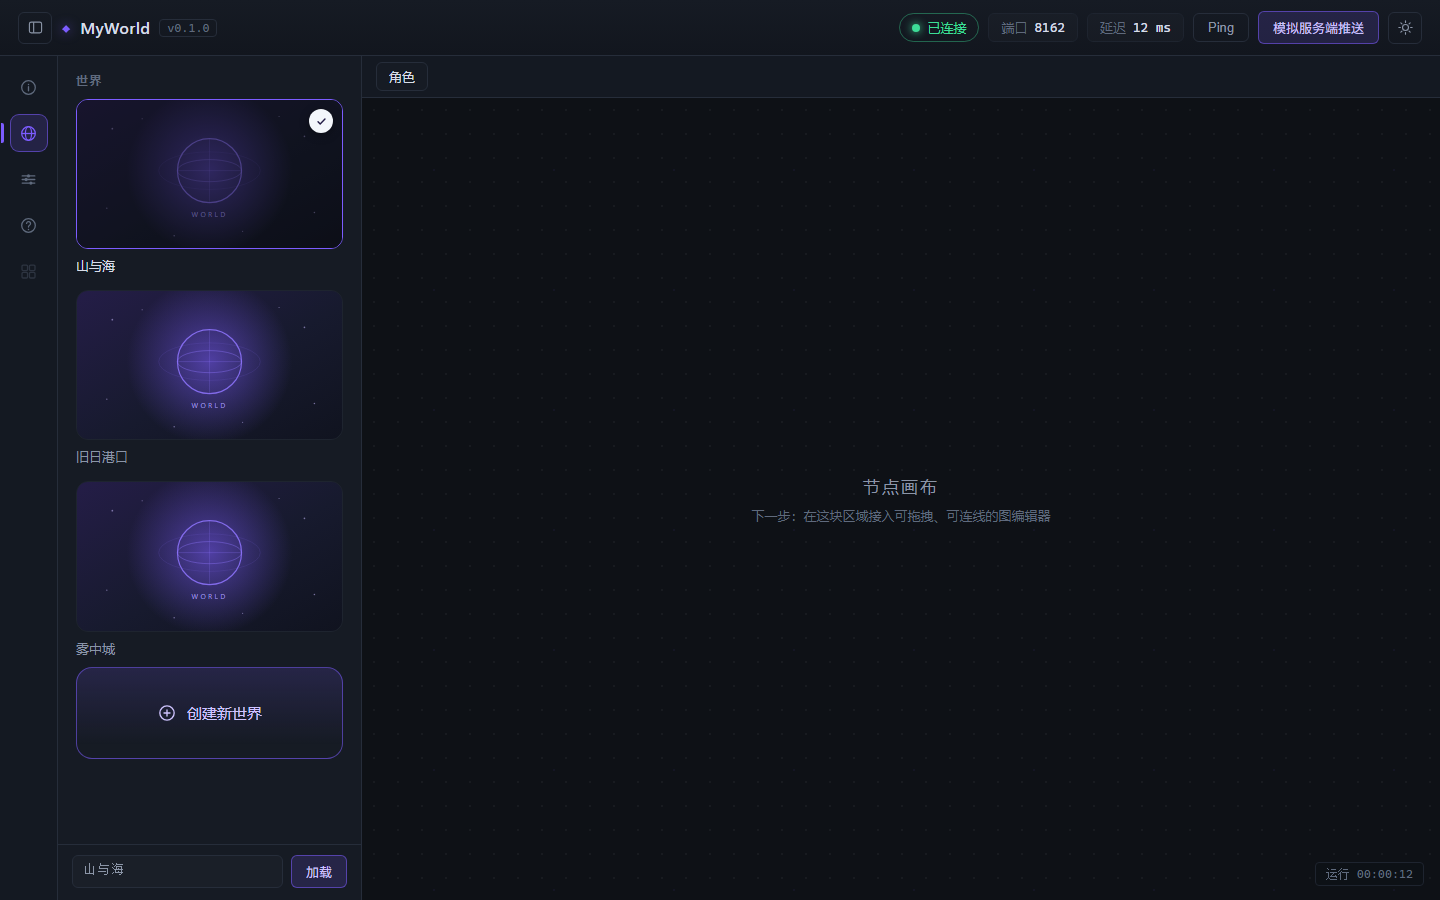 MyWorld v0.1.0 已连接 端口 8162 延迟 12 ms Ping 模拟服务端推送
世界
WORLD
山与海
WORLD
旧日港口
WORLD
雾中城
创建新世界
山与海 加载
角色
节点画布
下一步：在这块区域接入可拖拽、可连线的图编辑器
运行 00:00:12